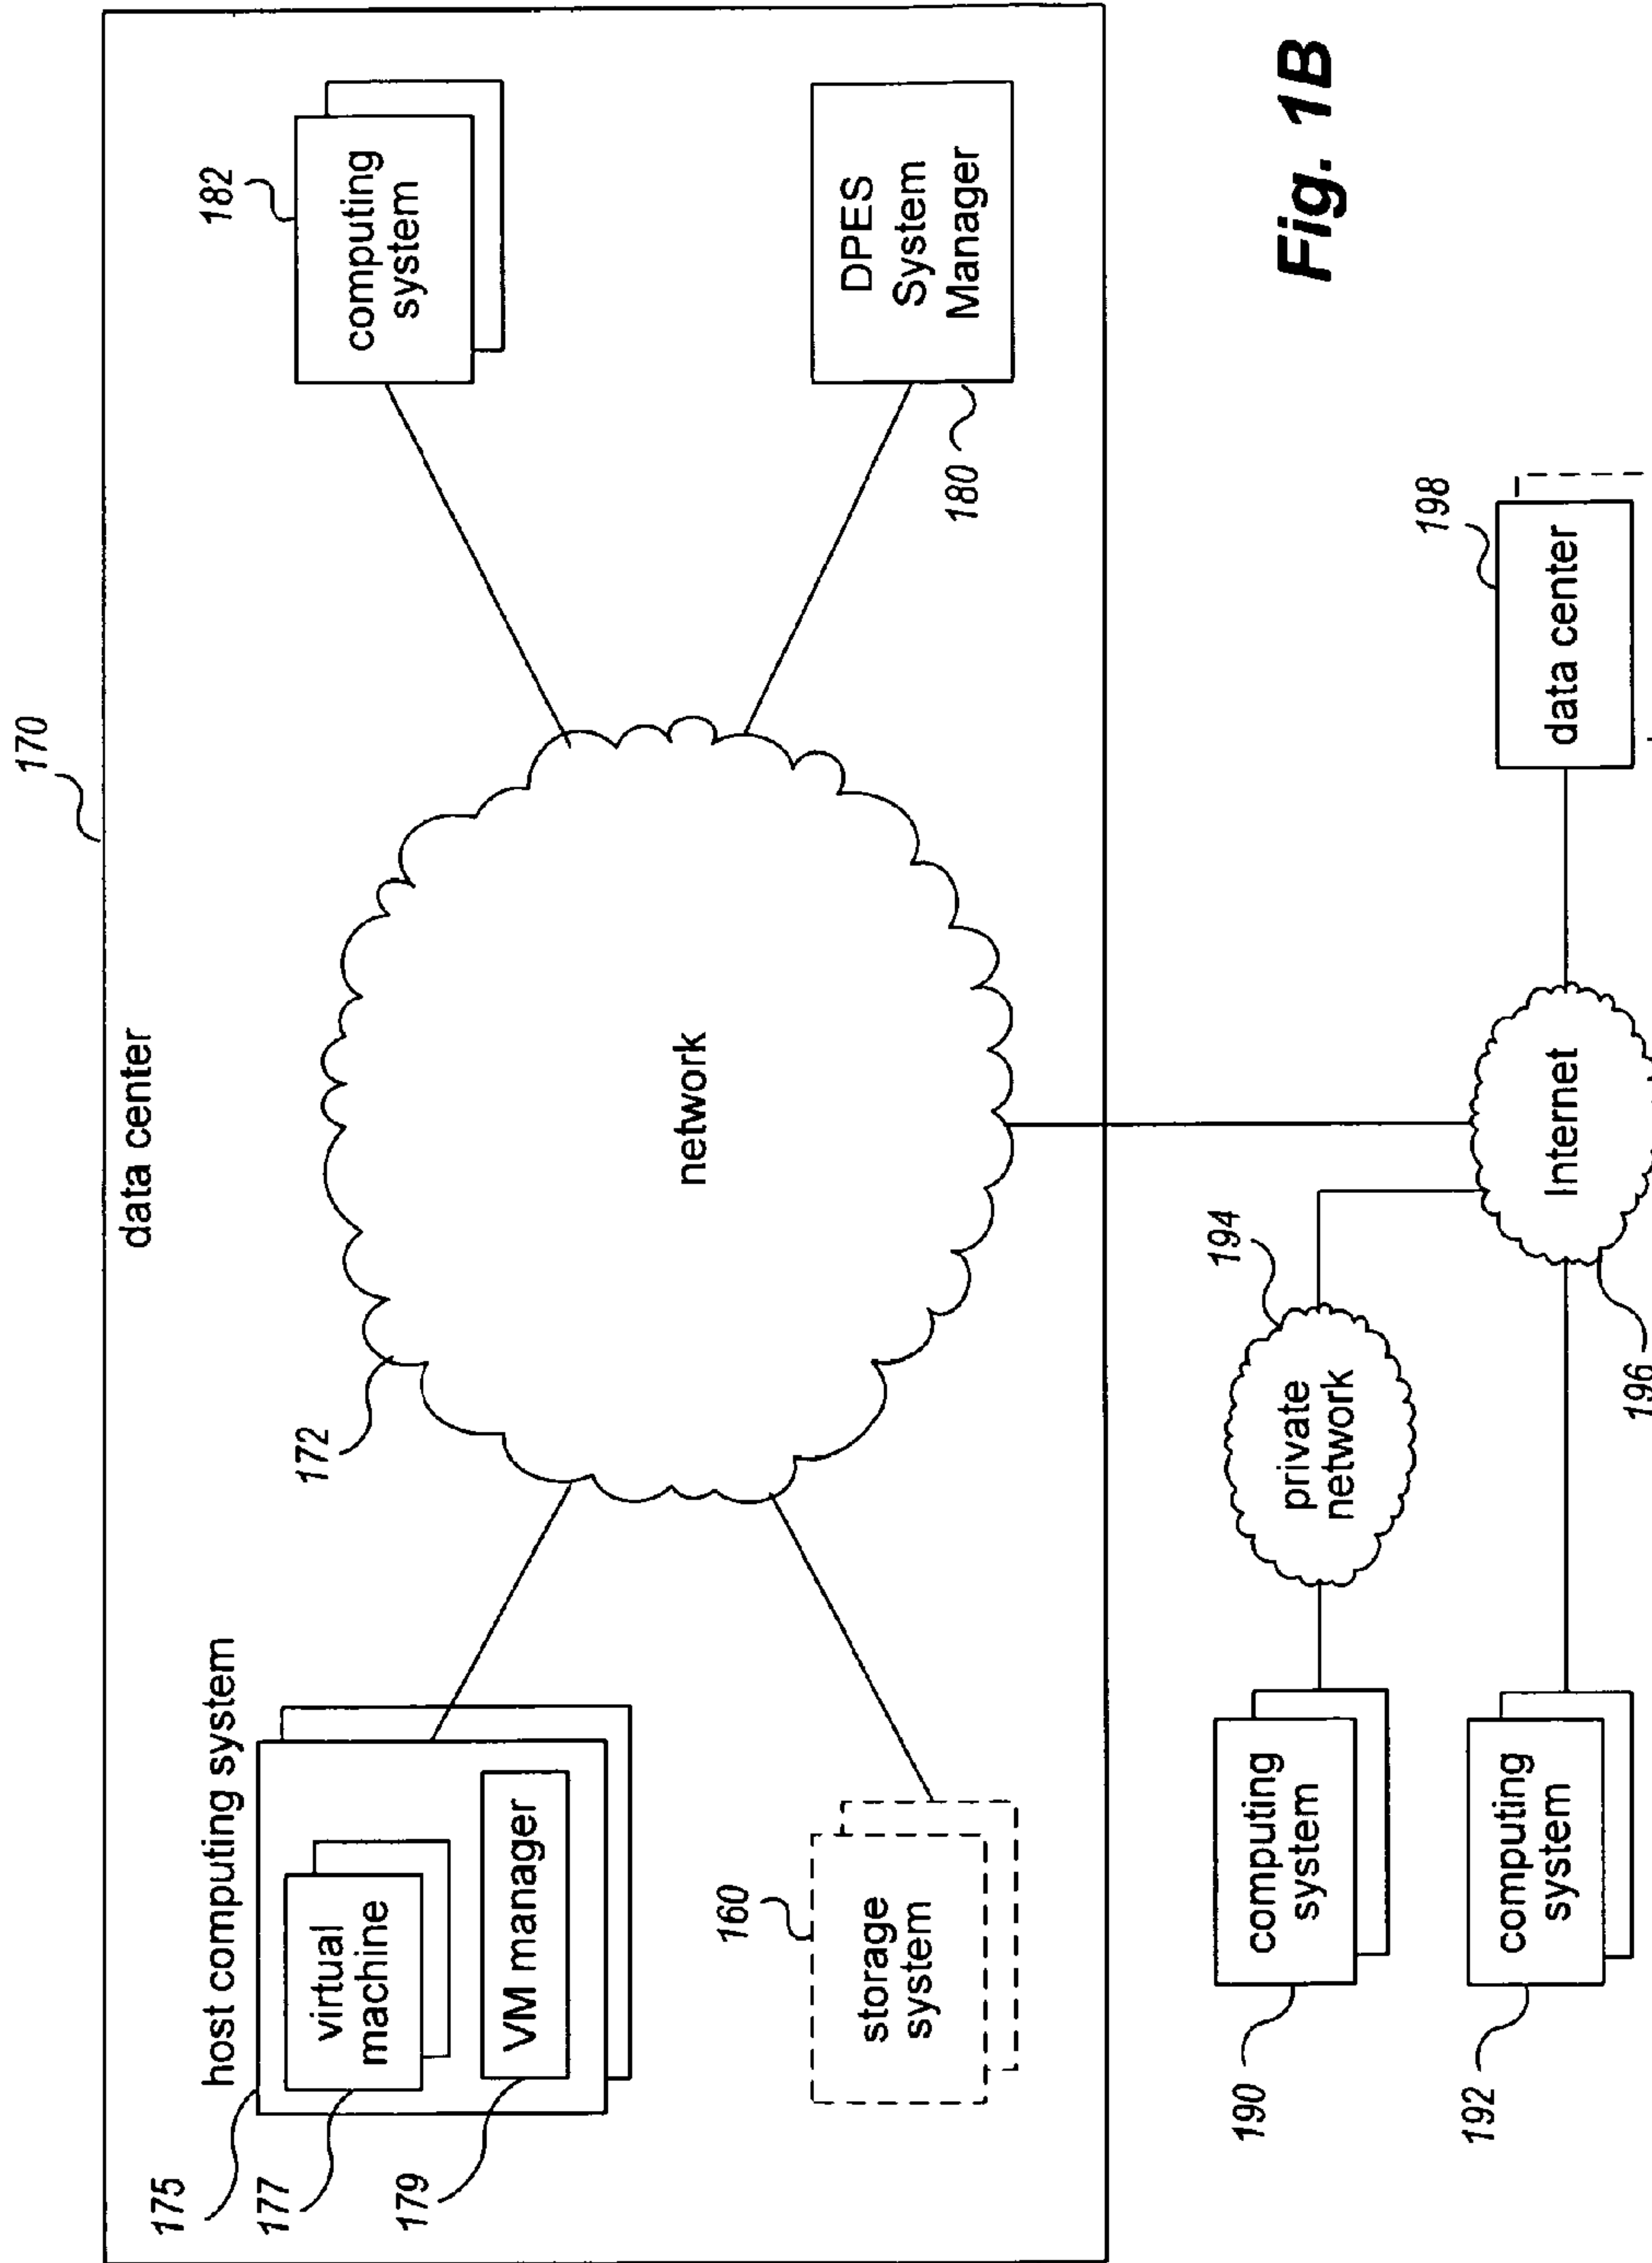 170
data center
host computing system
175
virtual
machine
177
VM manager
179
172
network
182
computing
system
160
storage
system
DPES
System
Manager
180
Fig. 1B
190
computing
system
private
network
194
192
computing
system
Internet
196
data center
198